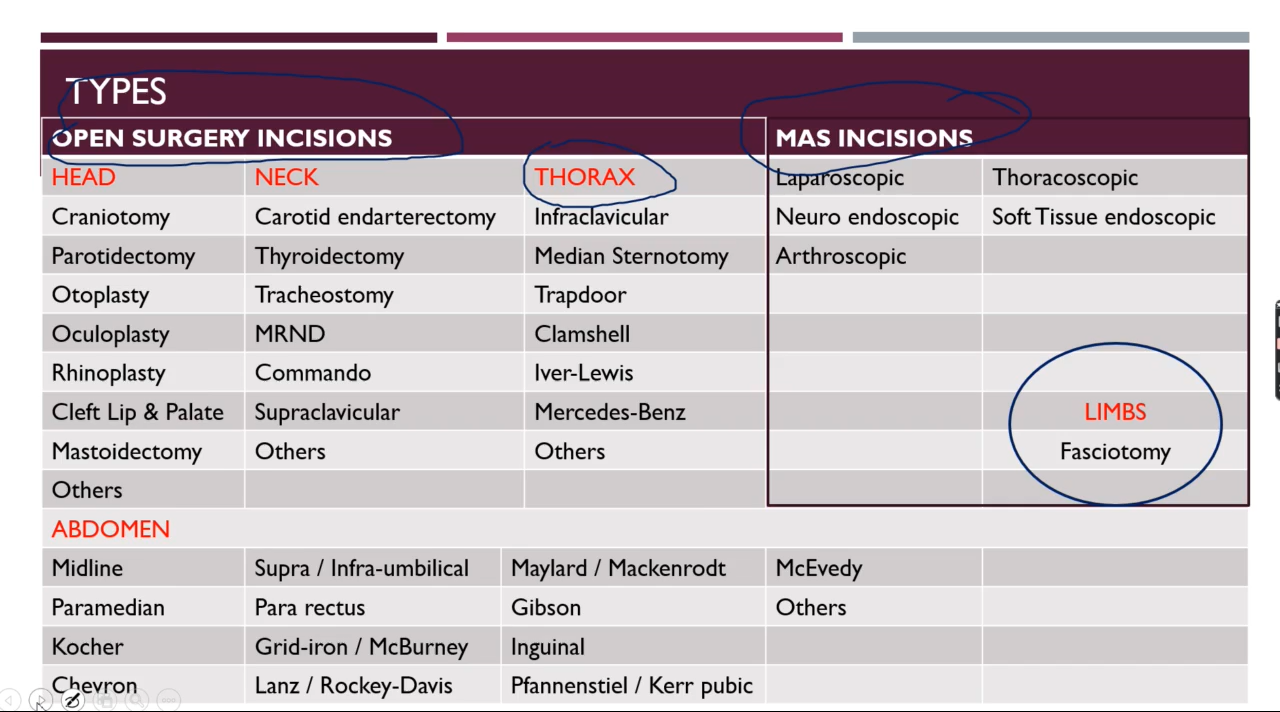 TYPES
OPEN SURGERY INCISIONS MAS INCISIONS
HEAD NECK THORAX Laparoscopic Thoracoscopic
Craniotomy Carotid endarterectomy Infraclavicular Neuro endoscopic Soft Tissue endoscopic
Parotidectomy Thyroidectomy Median Sternotomy Arthroscopic
Otoplasty Tracheostomy Trapdoor
Oculoplasty MRND Clamshell
Rhinoplasty Commando Iver-Lewis
Cleft Lip & Palate Supraclavicular Mercedes-Benz LIMBS
Mastoidectomy Others Others Fasciotomy
Others
ABDOMEN
Midline Supra / Infra-umbilical Maylard / Mackenrodt McEvedy
Paramedian Para rectus Gibson Others
Kocher Grid-iron / McBurney Inguinal
Chevron Lanz / Rockey-Davis Pfannenstiel / Kerr pubic